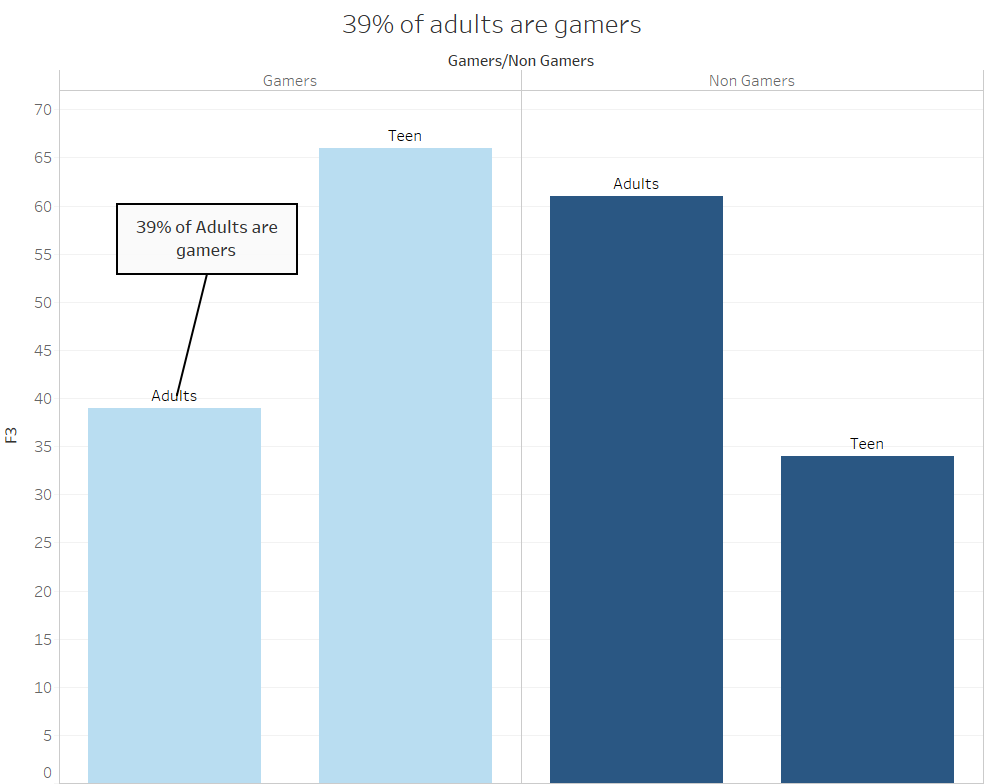 39% of adults are gamers
Gamers/Non Gamers
Gamers
Non Gamers
70
65
60
55
50
45
40
35
30
25
20
15
10
5
0
F3
Teen
Adults
39% of Adults are
gamers
Adults
Teen